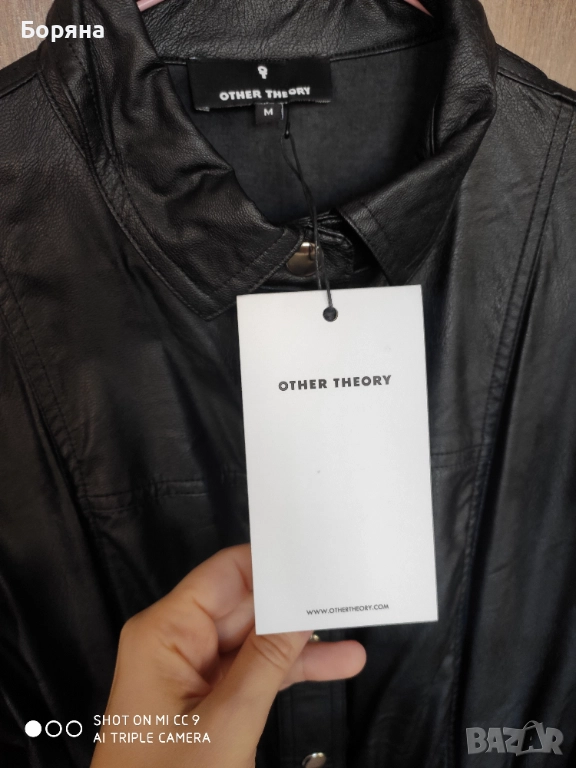 Боряна
OTHER THEORY
M
OTHER THEORY
WWW.OTHERTHEORY.COM
SHOT ON MI CC 9
AI TRIPLE CAMERA
BAZAR